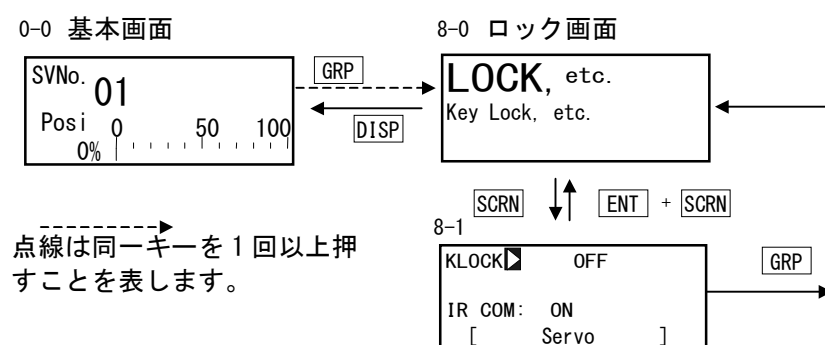 0-0 基本画面
SVNo. 01
Posi 0 50 100
0%
GRP
DISP
8-0 ロック画面
LOCK, etc.
Key Lock, etc.
SCRN
ENT + SCRN
8-1
KLOCK OFF
IR COM: ON
[ Servo ]
GRP
点線は同一キーを1回以上押
すことを表します。